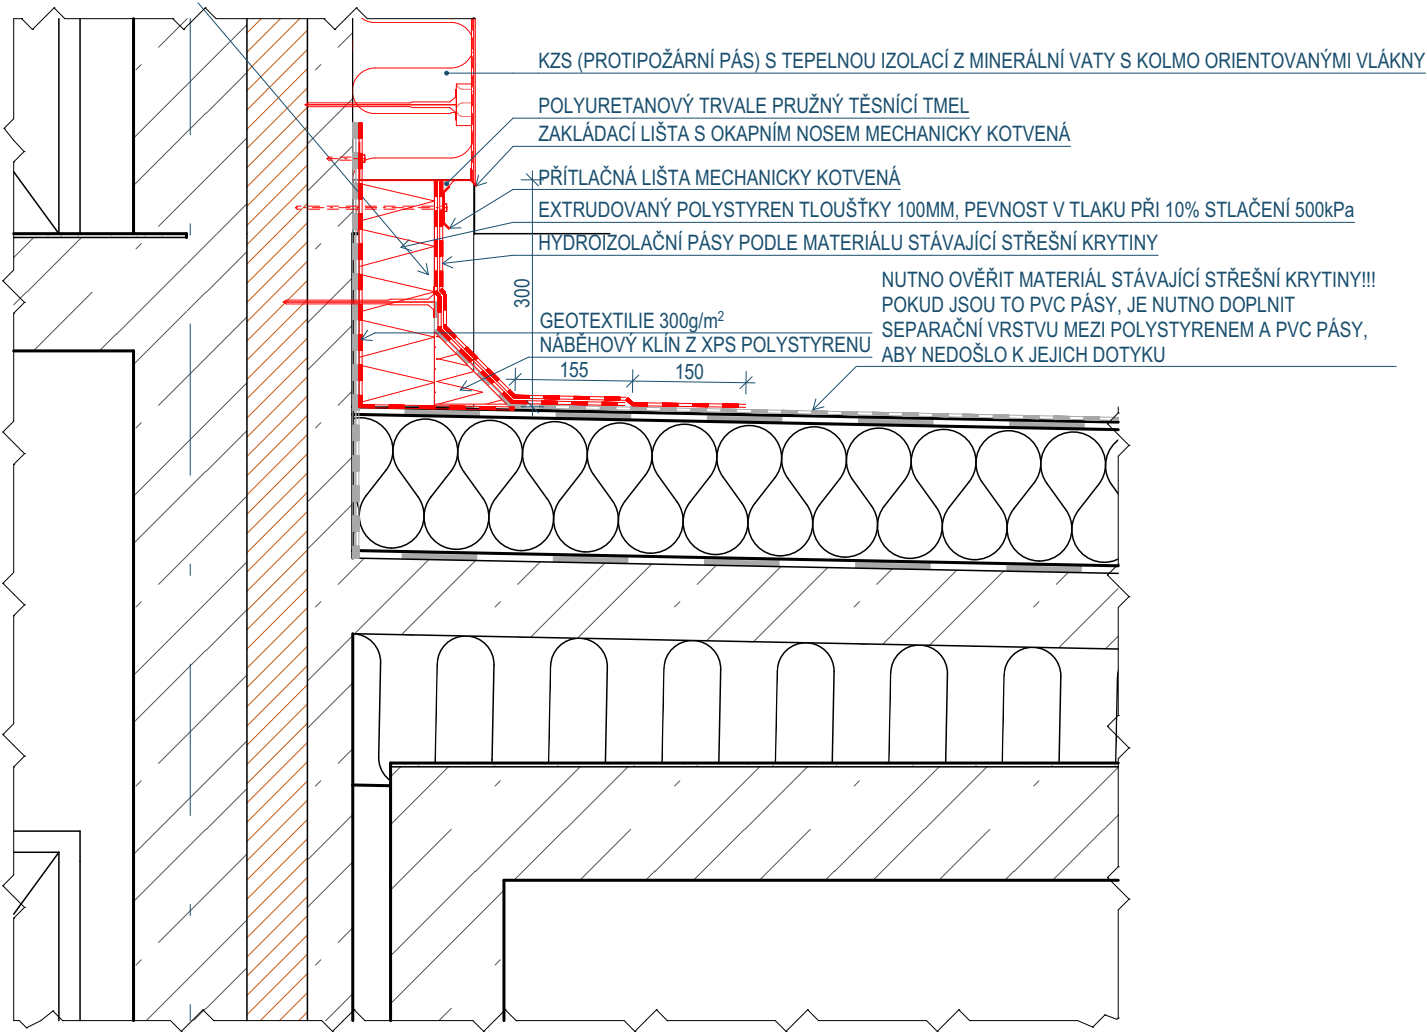 KZS (PROTIPOŽÁRNÍ PÁS) S TEPELNOU IZOLACÍ Z MINERÁLNÍ VATY S KOLMO ORIENTOVANÝMI VLÁKNY
POLYURETANOVÝ TRVALE PRUŽNÝ TĚSNÍCÍ TMEL
ZAKLÁDACÍ LIŠTA S OKAPNÍM NOSEM MECHANICKY KOTVENÁ
PŘÍTLAČNÁ LIŠTA MECHANICKY KOTVENÁ
EXTRUDOVANÝ POLYSTYREN TLOUŠŤKY 100MM, PEVNOST V TLAKU PŘI 10% STLAČENÍ 500kPa
HYDROIZOLAČNÍ PÁSY PODLE MATERIÁLU STÁVAJÍCÍ STŘEŠNÍ KRYTINY
NUTNO OVĚŘIT MATERIÁL STÁVAJÍCÍ STŘEŠNÍ KRYTINY!!!
POKUD JSOU TO PVC PÁSY, JE NUTNO DOPLNIT
SEPARAČNÍ VRSTVU MEZI POLYSTYRENEM A PVC PÁSY,
ABY NEDOŠLO K JEJICH DOTYKU
300
GEOTEXTILIE 300g/m²
NÁBĚHOVÝ KLÍN Z XPS POLYSTYRENU
155
150